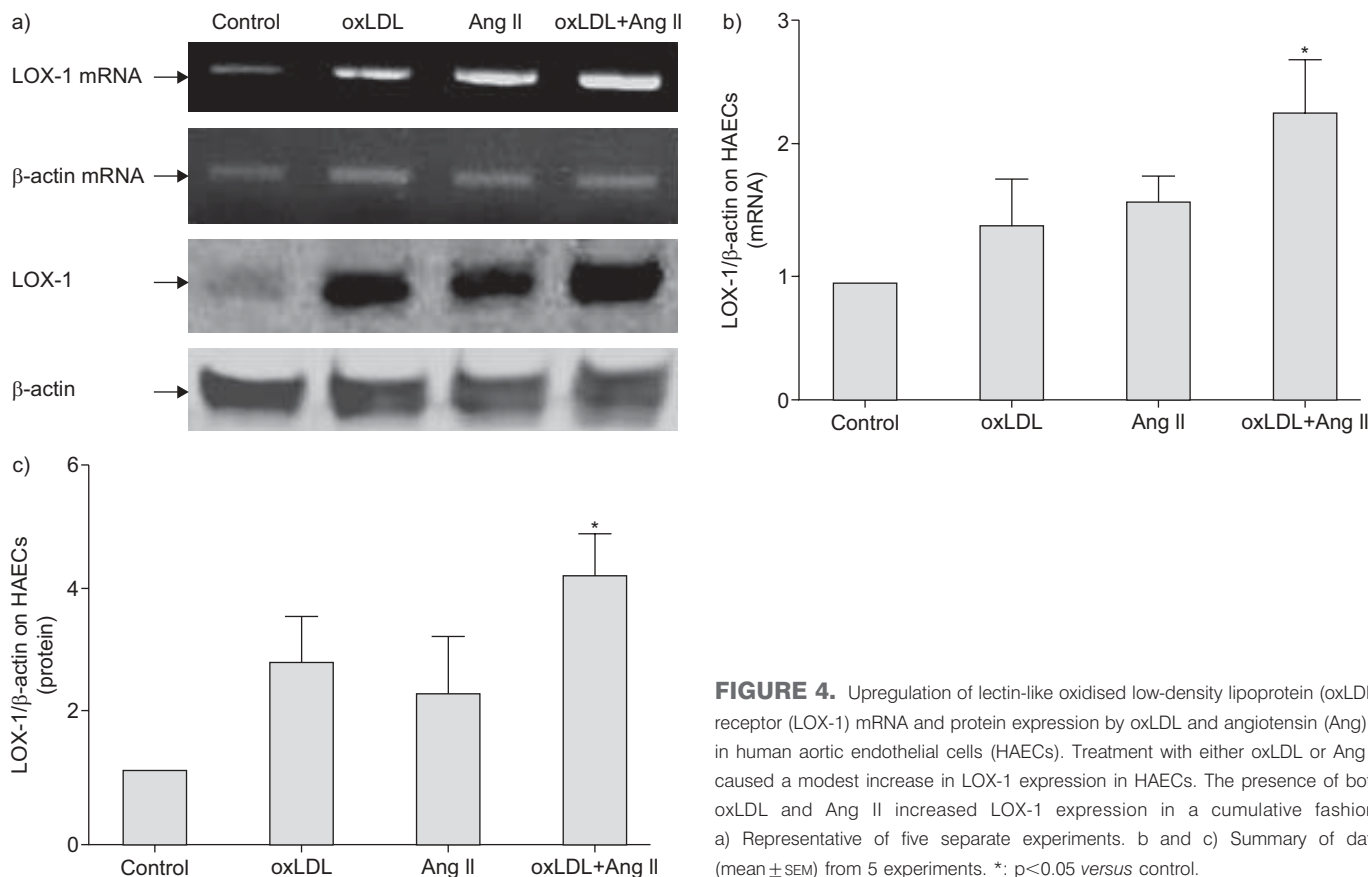 a)
Control oxLDL Ang II oxLDL+Ang II
LOX-1 mRNA
β-actin mRNA
LOX-1
β-actin
b)
3
2
1
0
LOX-1/β-actin on HAECs
(mRNA)
*
Control oxLDL Ang II oxLDL+Ang II
c)
6
4
2
0
LOX-1/β-actin on HAECs
(protein)
*
Control oxLDL Ang II oxLDL+Ang II
FIGURE 4. Upregulation of lectin-like oxidised low-density lipoprotein (oxLDL
receptor (LOX-1) mRNA and protein expression by oxLDL and angiotensin (Ang)
in human aortic endothelial cells (HAECs). Treatment with either oxLDL or Ang
caused a modest increase in LOX-1 expression in HAECs. The presence of bo
oxLDL and Ang II increased LOX-1 expression in a cumulative fashion
a) Representative of five separate experiments. b and c) Summary of dat
(mean±SEM) from 5 experiments. *: p<0.05 versus control.